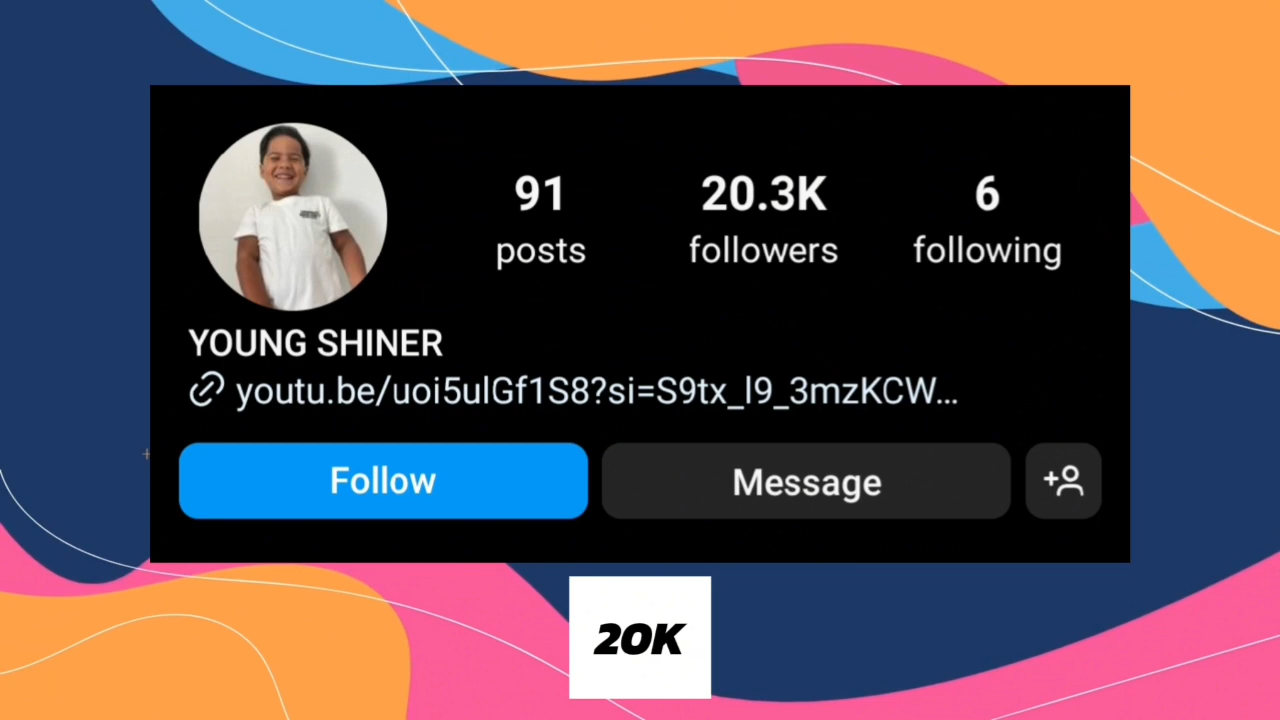 91
posts
20.3K
followers
6
following
YOUNG SHINER
youtu.be/uoi5ulGf1S8?si=S9tx_l9_3mzKCW...
Follow
Message
20K